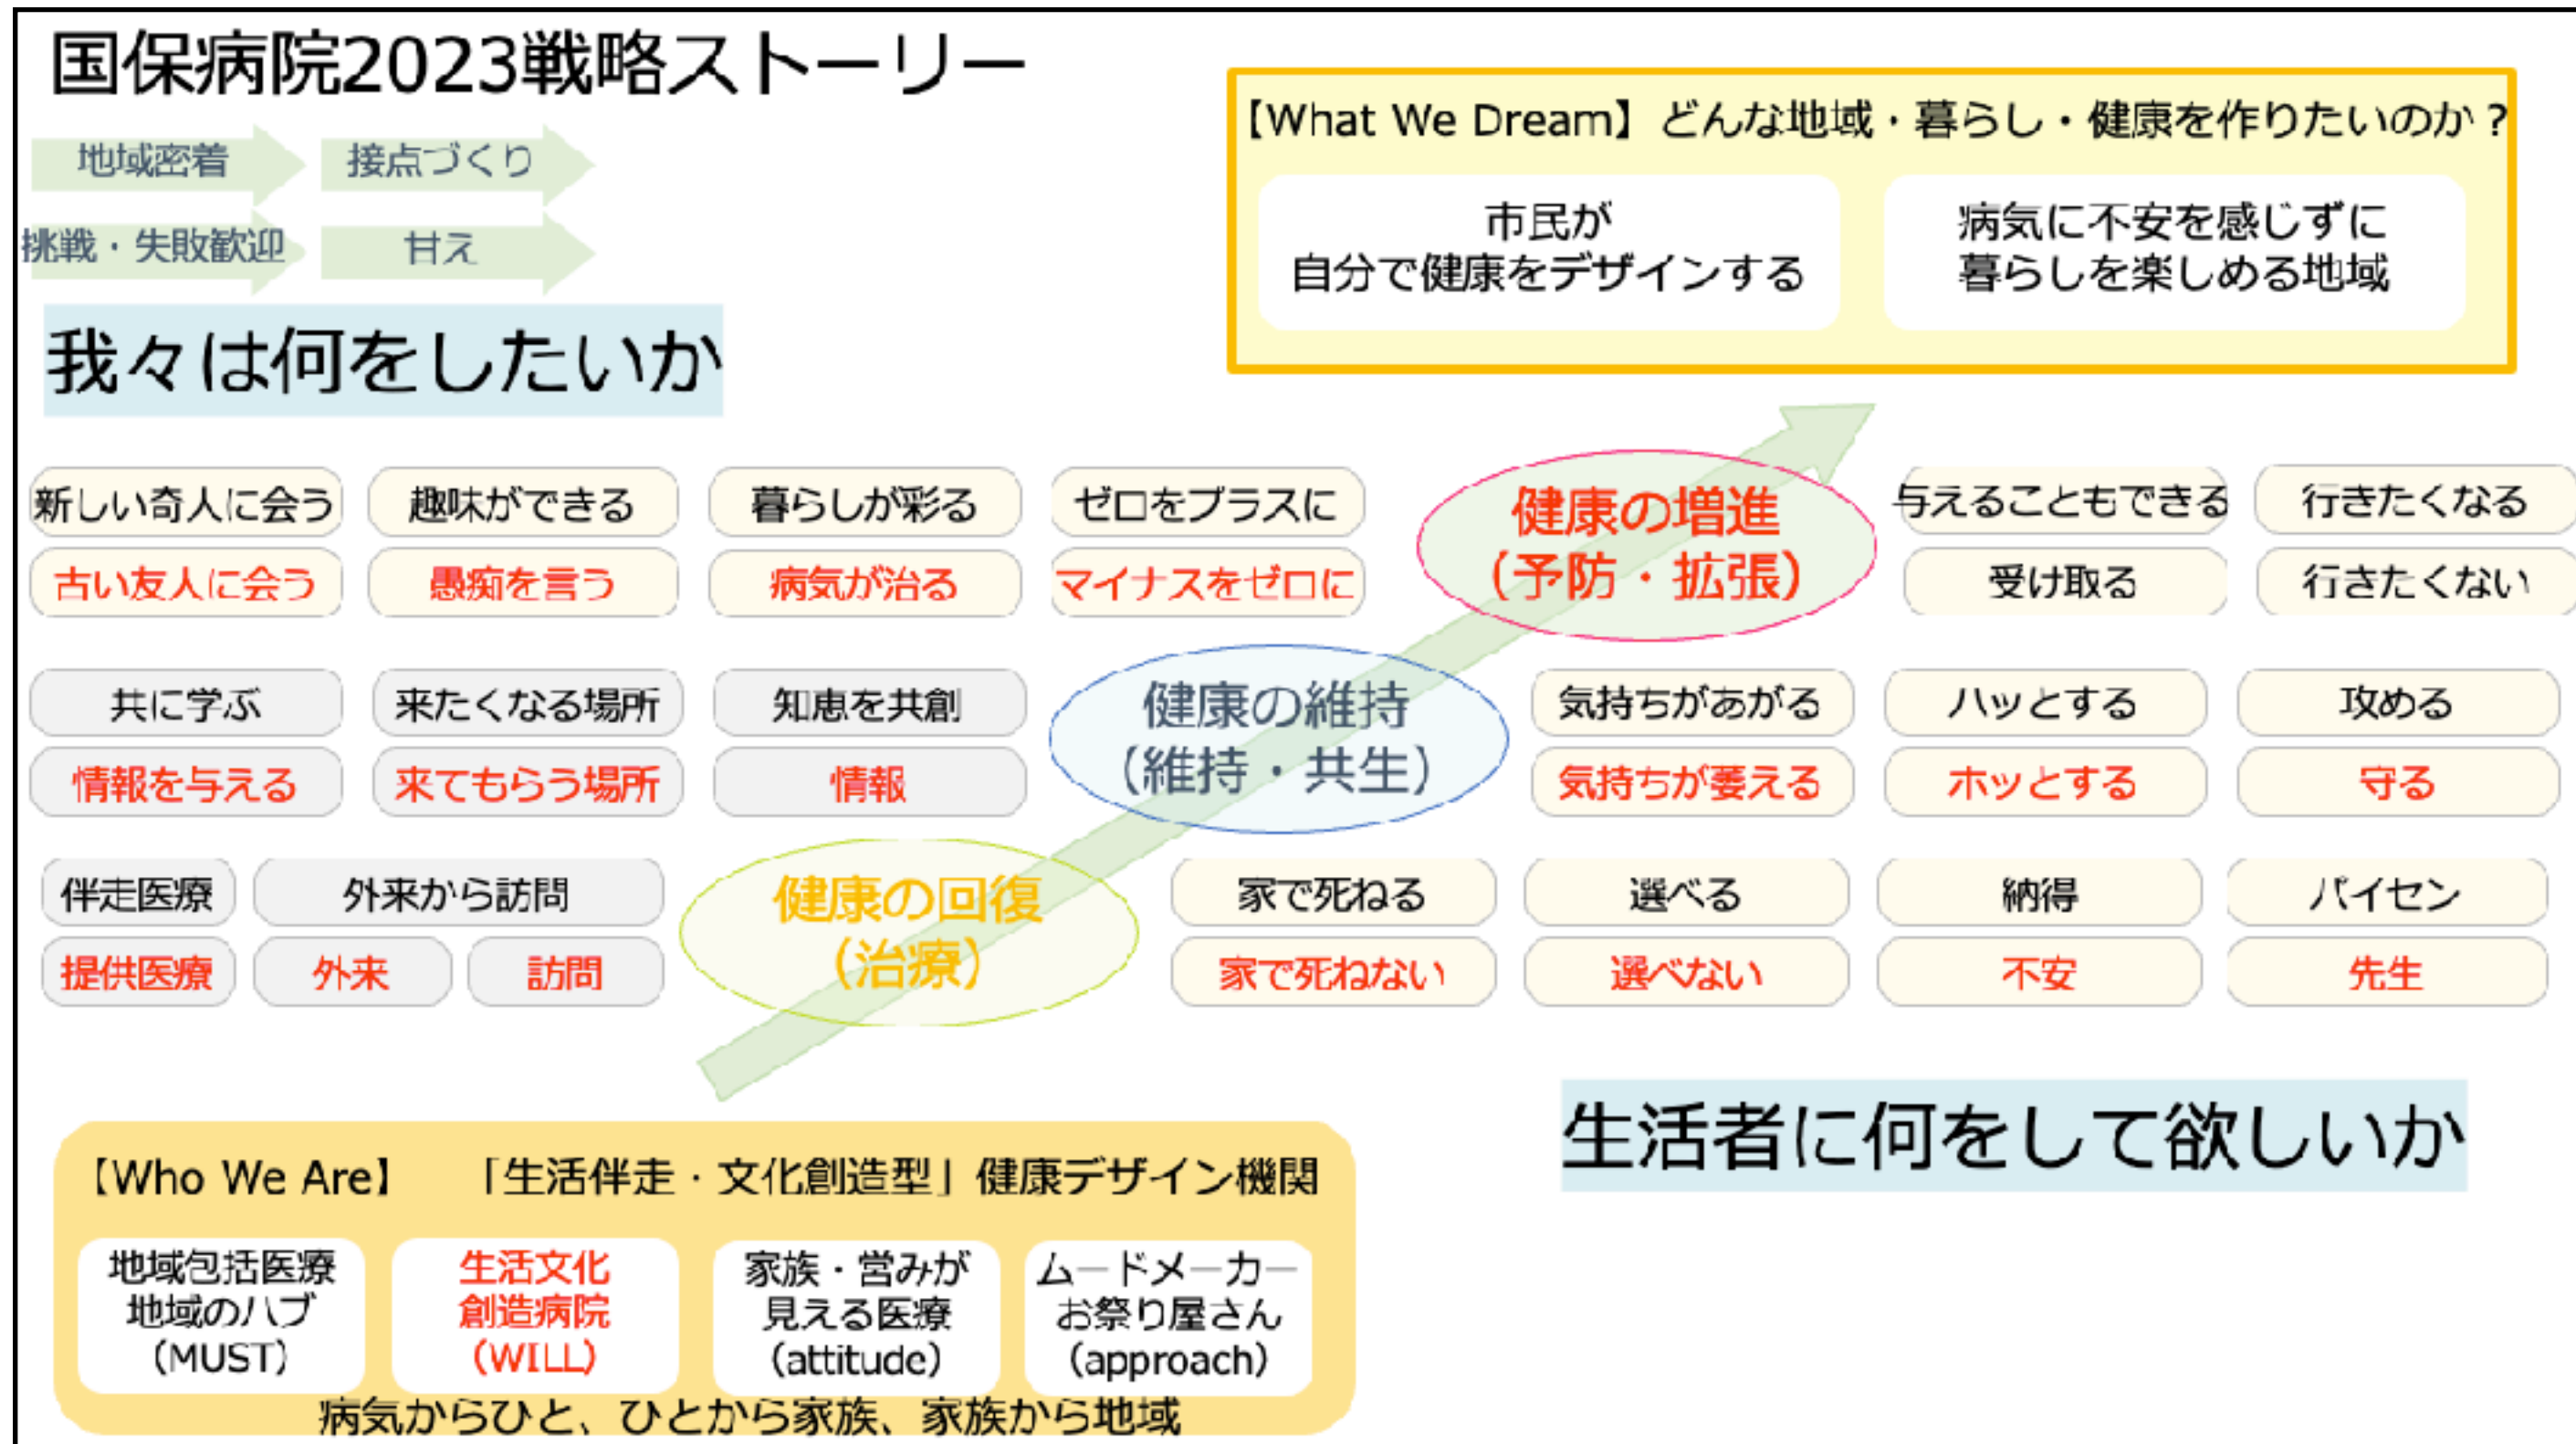 国保病院2023戦略ストーリー
【What We Dream】どんな地域・暮らし・健康を作りたいのか？
市民が
自分で健康をデザインする
病気に不安を感じずに
暮らしを楽しめる地域
地域密着
接点づくり
挑戦・失敗歓迎
甘え
我々は何をしたいか
新しい奇人に会う
趣味ができる
暮らしが彩る
ゼロをプラスに
古い友人に会う
愚痴を言う
病気が治る
マイナスをゼロに
健康の増進
（予防・拡張）
与えることもできる
行きたくなる
受け取る
行きたくない
共に学ぶ
来たくなる場所
知恵を共創
情報を与える
来てもらう場所
情報
健康の維持
（維持・共生）
気持ちがあがる
ハッとする
攻める
気持ちが萎える
ホッとする
守る
伴走医療
外来から訪問
提供医療
外来
訪問
健康の回復
（治療）
家で死ねる
選べる
納得
パイセン
家で死ねない
選べない
不安
先生
生活者に何をして欲しいか
【Who We Are】　「生活伴走・文化創造型」健康デザイン機関
地域包括医療
地域のハブ
（MUST）
生活文化
創造病院
（WILL）
家族・営みが
見える医療
（attitude）
ムードメーカー
お祭り屋さん
（approach）
病気からひと、ひとから家族、家族から地域